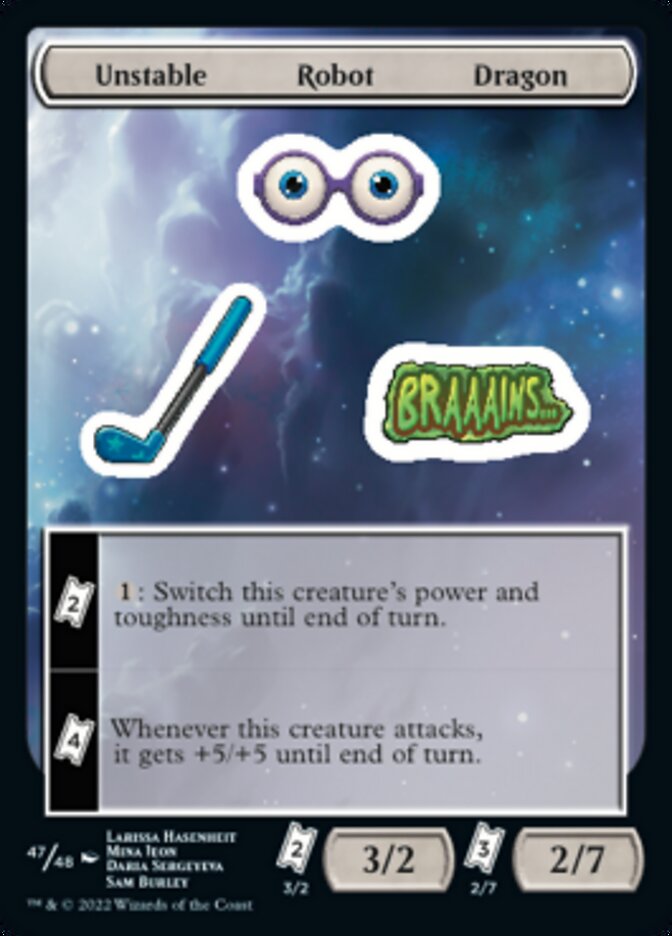 Unstable Robot Dragon
BRAAAINS...
2
1: Switch this creature's power and
toughness until end of turn.
4
Whenever this creature attacks,
it gets +5/+5 until end of turn.
47/48
Larissa Hasenheit
Mina Jeon
Daria Sergeyeva
Sam Burley
™ & © 2022 Wizards of the Coast
2
3/2
3/2
3
2/7
2/7